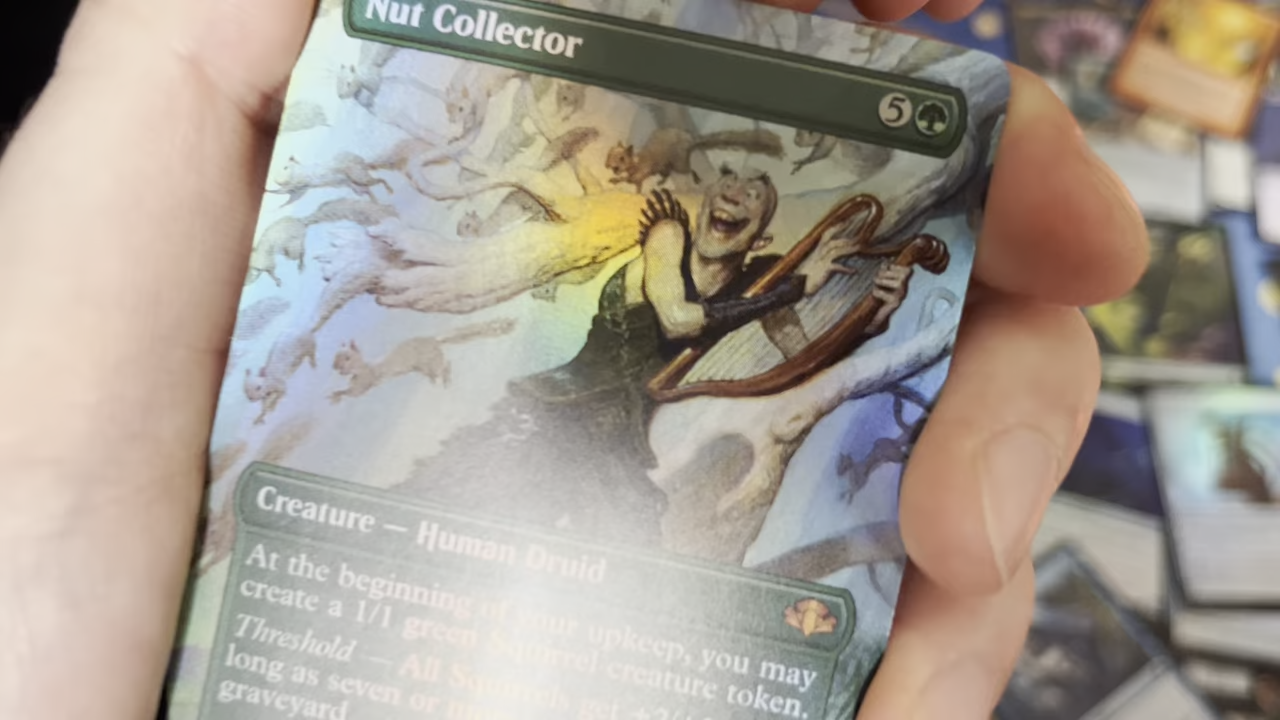 Nut Collector
5
Creature — Human Druid
At the beginning of your upkeep, you may
create a 1/1 green Squirrel creature token.
Threshold — All Squirrels get
long as seven or
graveyard